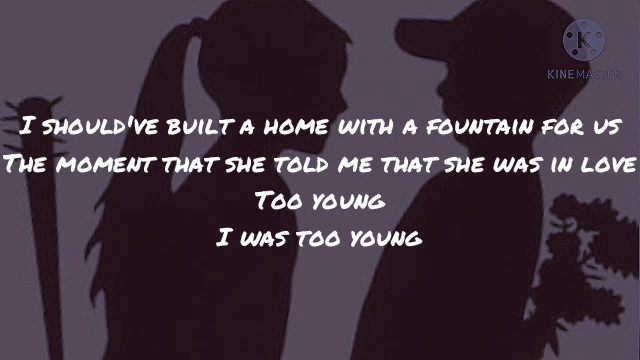 KINEMASTER
I SHOULD'VE BUILT A HOME WITH A FOUNTAIN FOR US
THE MOMENT THAT SHE TOLD ME THAT SHE WAS IN LOVE
TOO YOUNG
I WAS TOO YOUNG